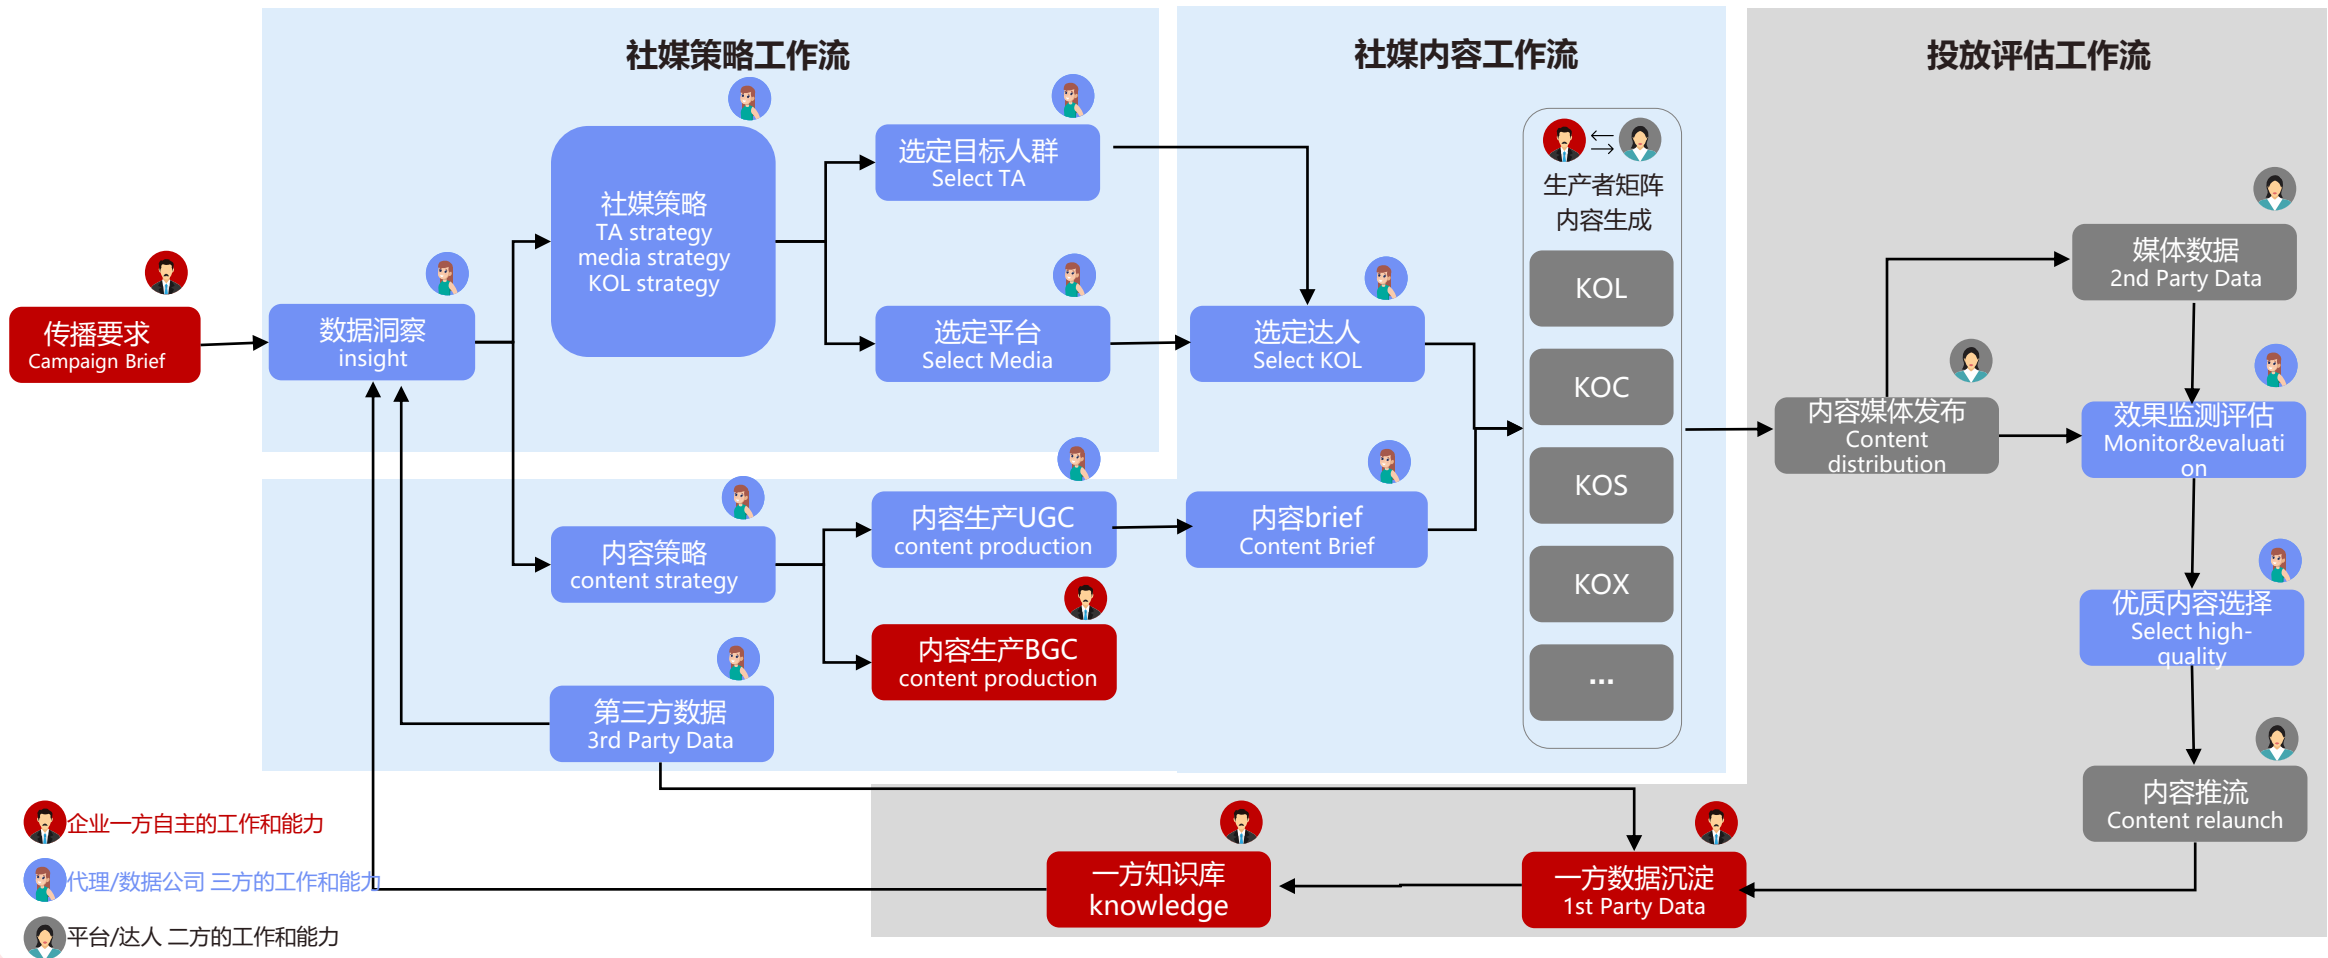 社媒策略工作流
社媒内容工作流
投放评估工作流
传播要求
Campaign Brief
数据洞察
insight
社媒策略
TA strategy
media strategy
KOL strategy
选定目标人群
Select TA
选定平台
Select Media
内容策略
content strategy
内容生产UGC
content production
内容生产BGC
content production
第三方数据
3rd Party Data
选定达人
Select KOL
内容brief
Content Brief
生产者矩阵
内容生成
KOL
KOC
KOS
KOX
...
内容媒体发布
Content
distribution
媒体数据
2nd Party Data
效果监测评估
Monitor&evaluati
on
优质内容选择
Select high-
quality
内容推流
Content relaunch
一方数据沉淀
1st Party Data
一方知识库
knowledge
企业一方自主的工作和能力
代理/数据公司 三方的工作和能力
平台/达人 二方的工作和能力